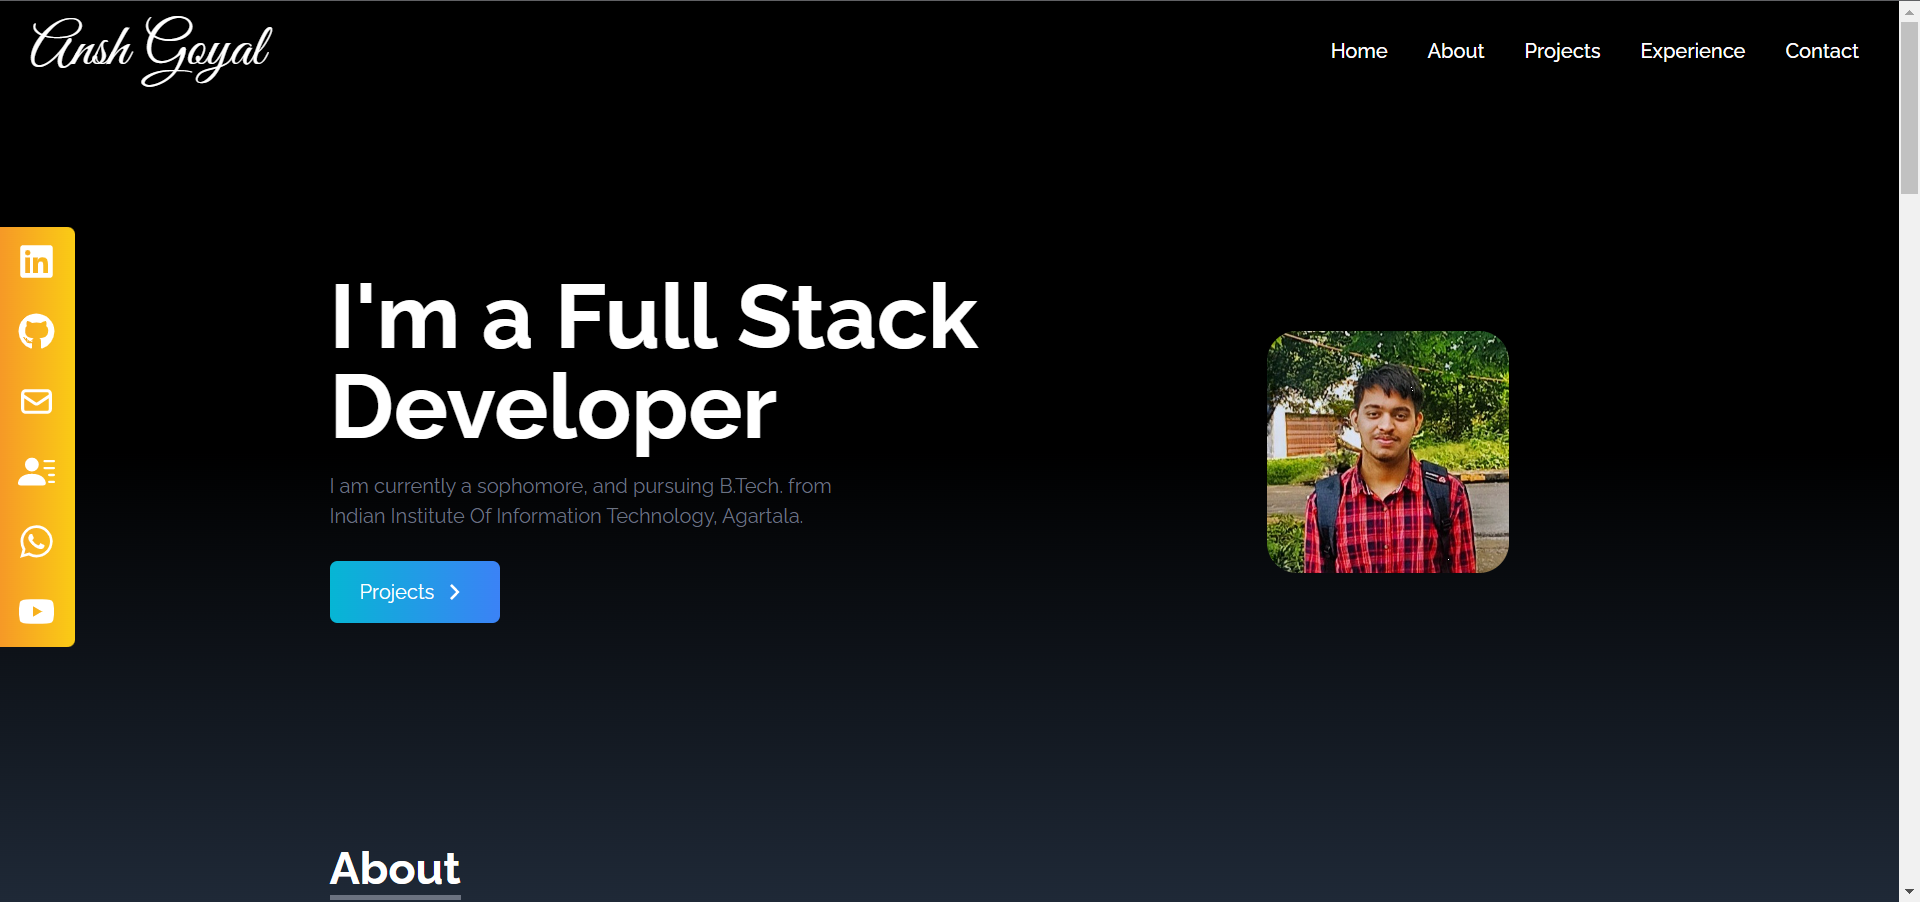 Ansh Goyal
Home About Projects Experience Contact
I'm a Full Stack
Developer
I am currently a sophomore, and pursuing B.Tech. from
Indian Institute Of Information Technology, Agartala.
Projects
About